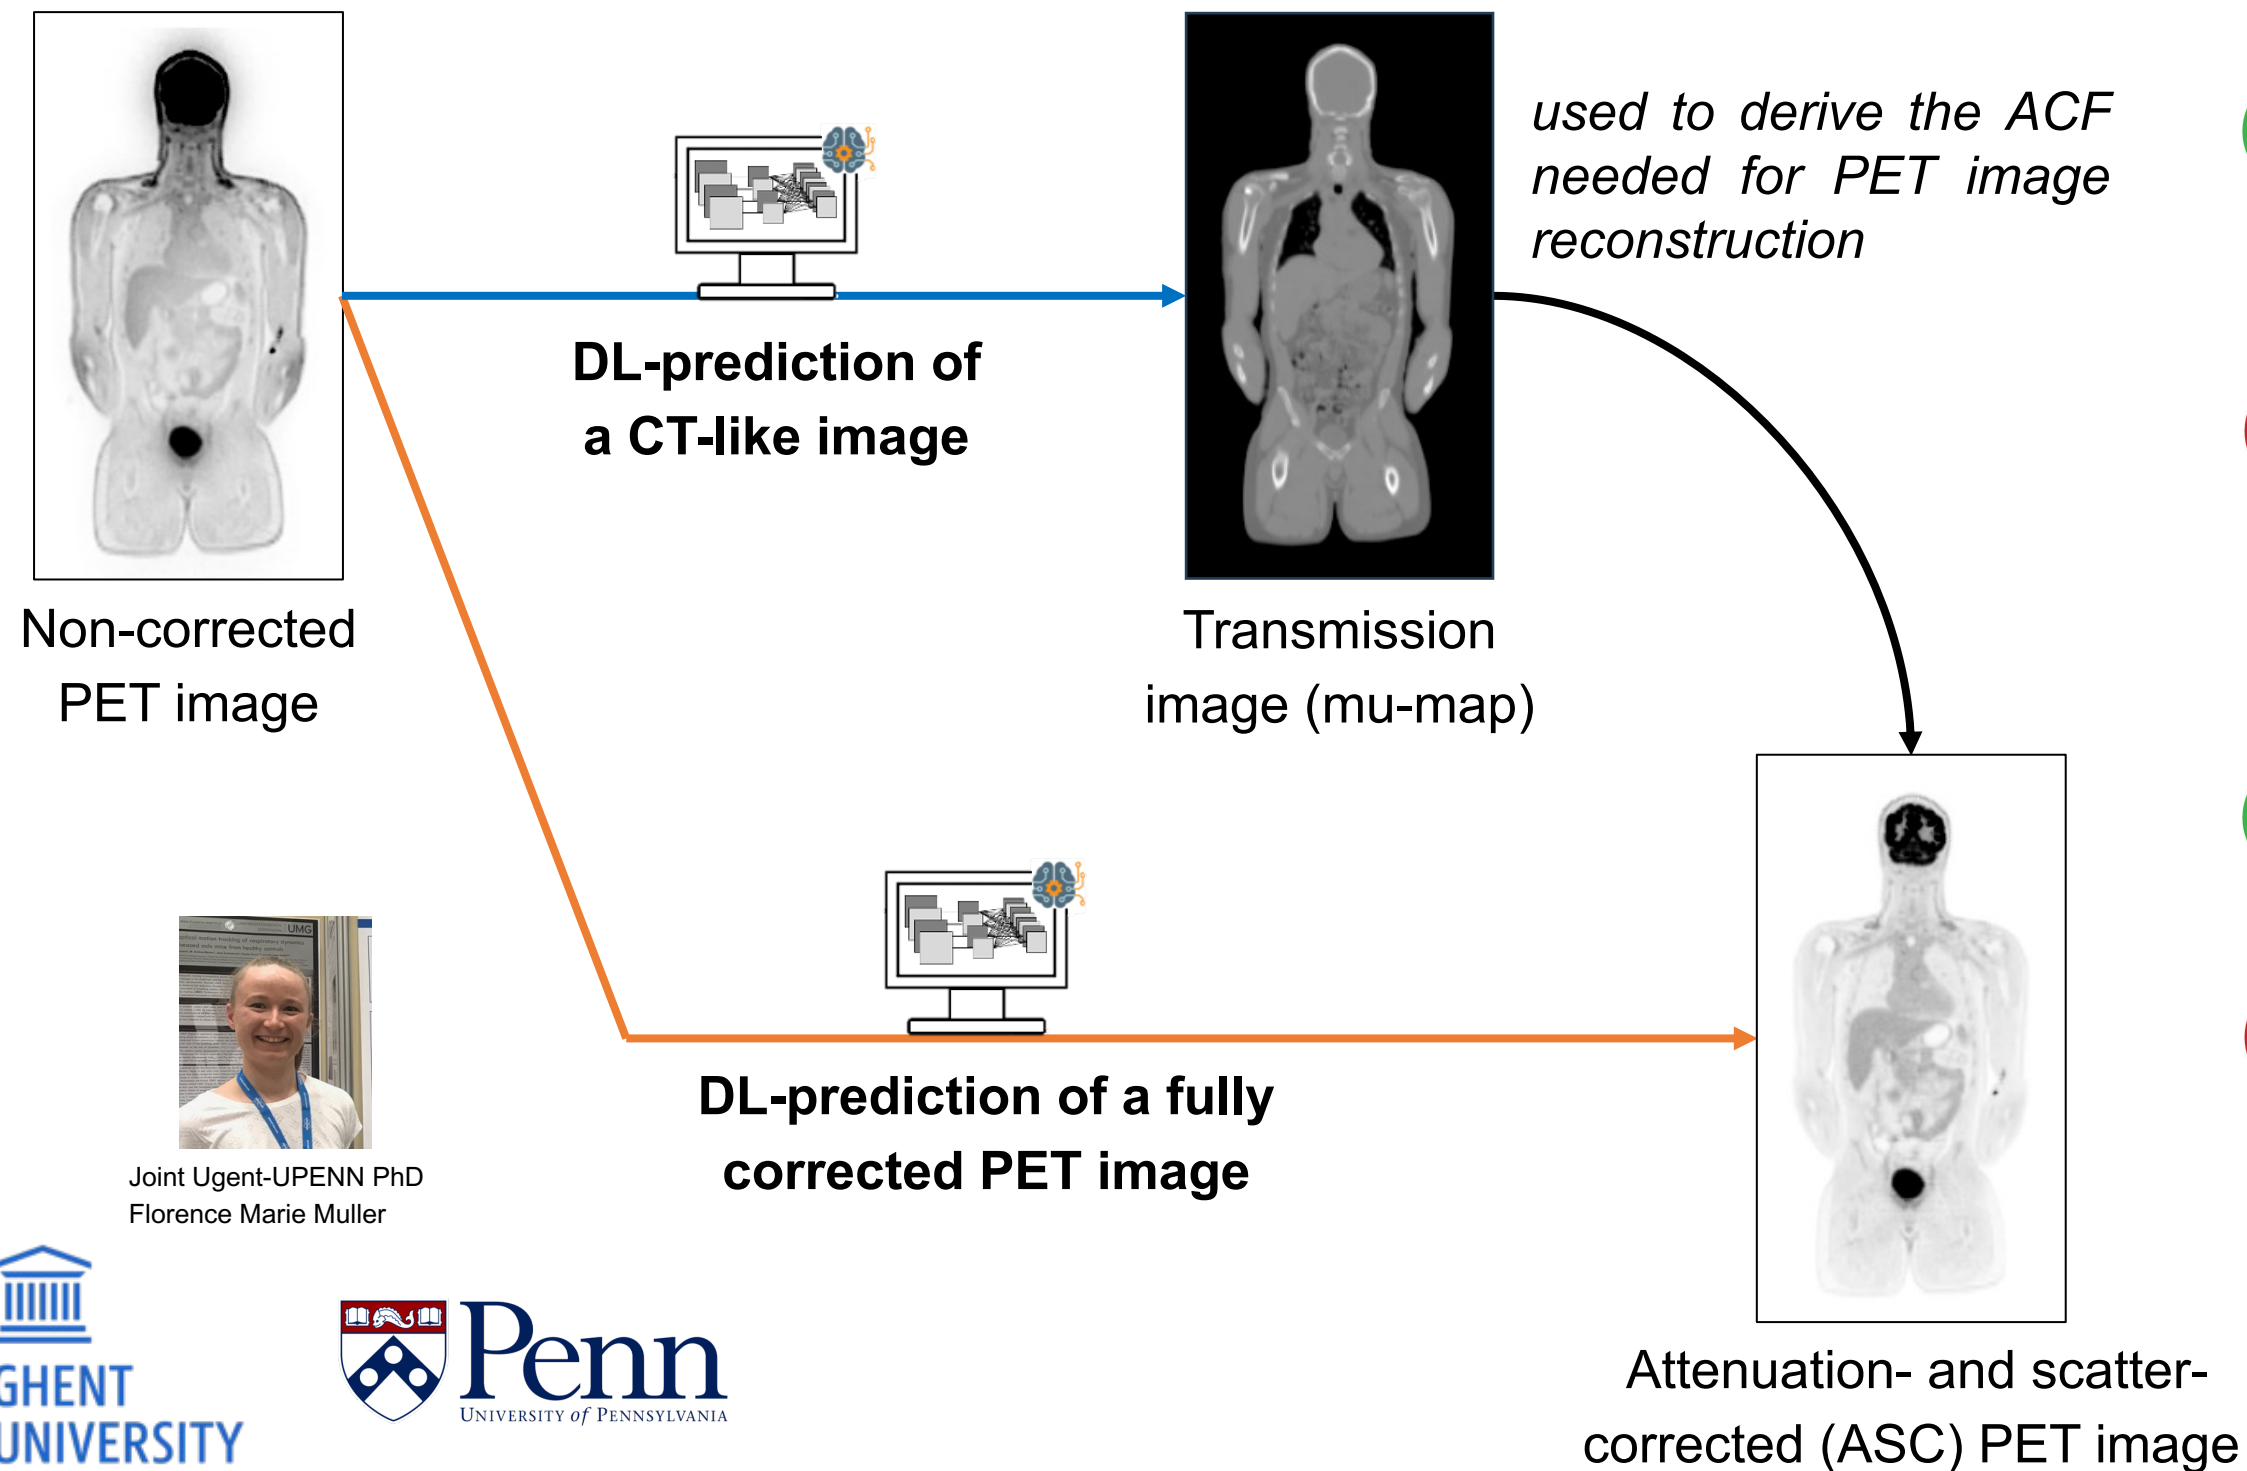 used to derive the ACF
needed for PET image
reconstruction
DL-prediction of
a CT-like image
Non-corrected
PET image
Transmission
image (mu-map)
DL-prediction of a fully
corrected PET image
UMG
Joint Ugent-UPENN PhD
Florence Marie Muller
GHENT
UNIVERSITY
Penn
UNIVERSITY of PENNSYLVANIA
Attenuation- and scatter-
corrected (ASC) PET image